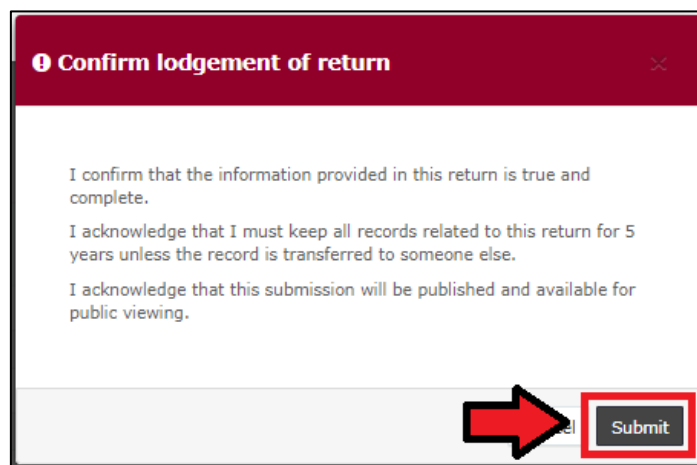 Confirm lodgement of return
I confirm that the information provided in this return is true and
complete.
I acknowledge that I must keep all records related to this return for 5
years unless the record is transferred to someone else.
I acknowledge that this submission will be published and available for
public viewing.
Submit